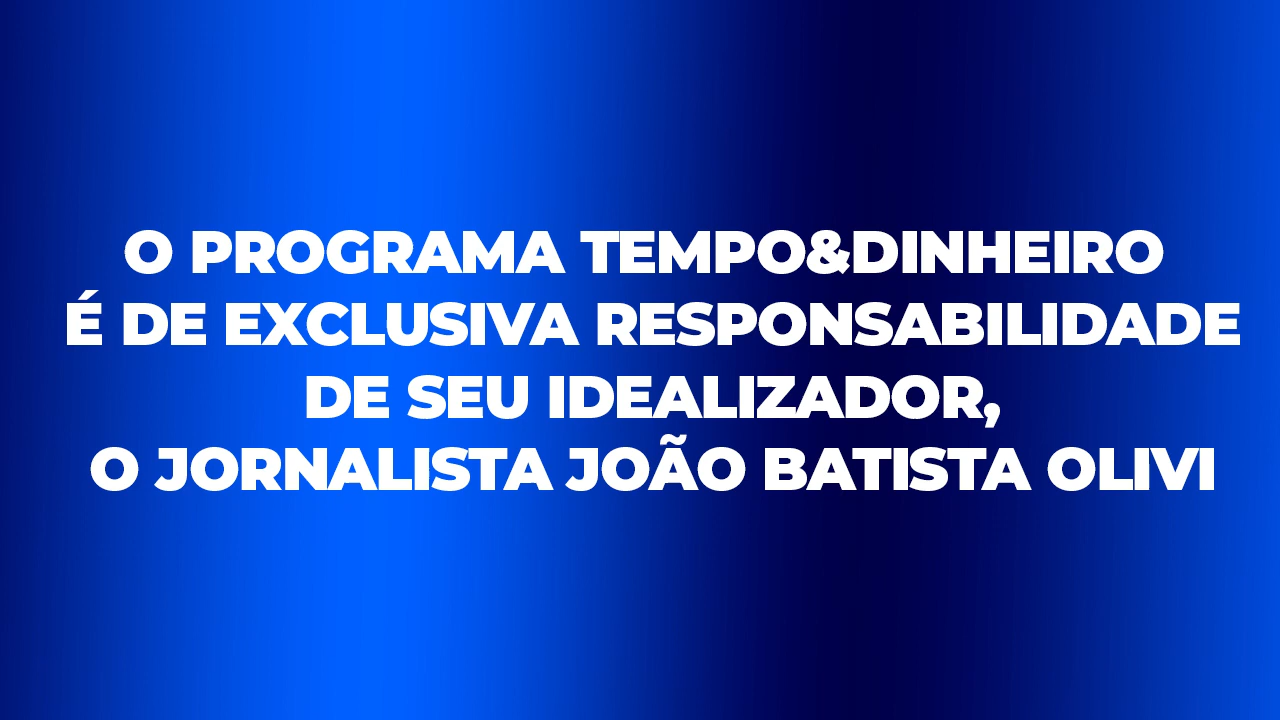 O PROGRAMA TEMPO&DINHEIRO
É DE EXCLUSIVA RESPONSABILIDADE
DE SEU IDEALIZADOR,
O JORNALISTA JOÃO BATISTA OLIVI